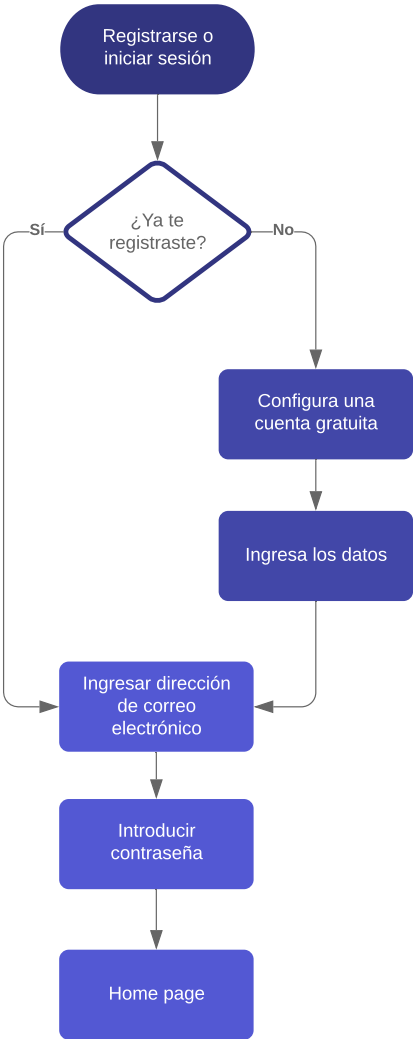 Registrarse o
iniciar sesión
¿Ya te
registraste?
Sí
No
Configura una
cuenta gratuita
Ingresa los datos
Ingresar dirección
de correo
electrónico
Introducir
contraseña
Home page